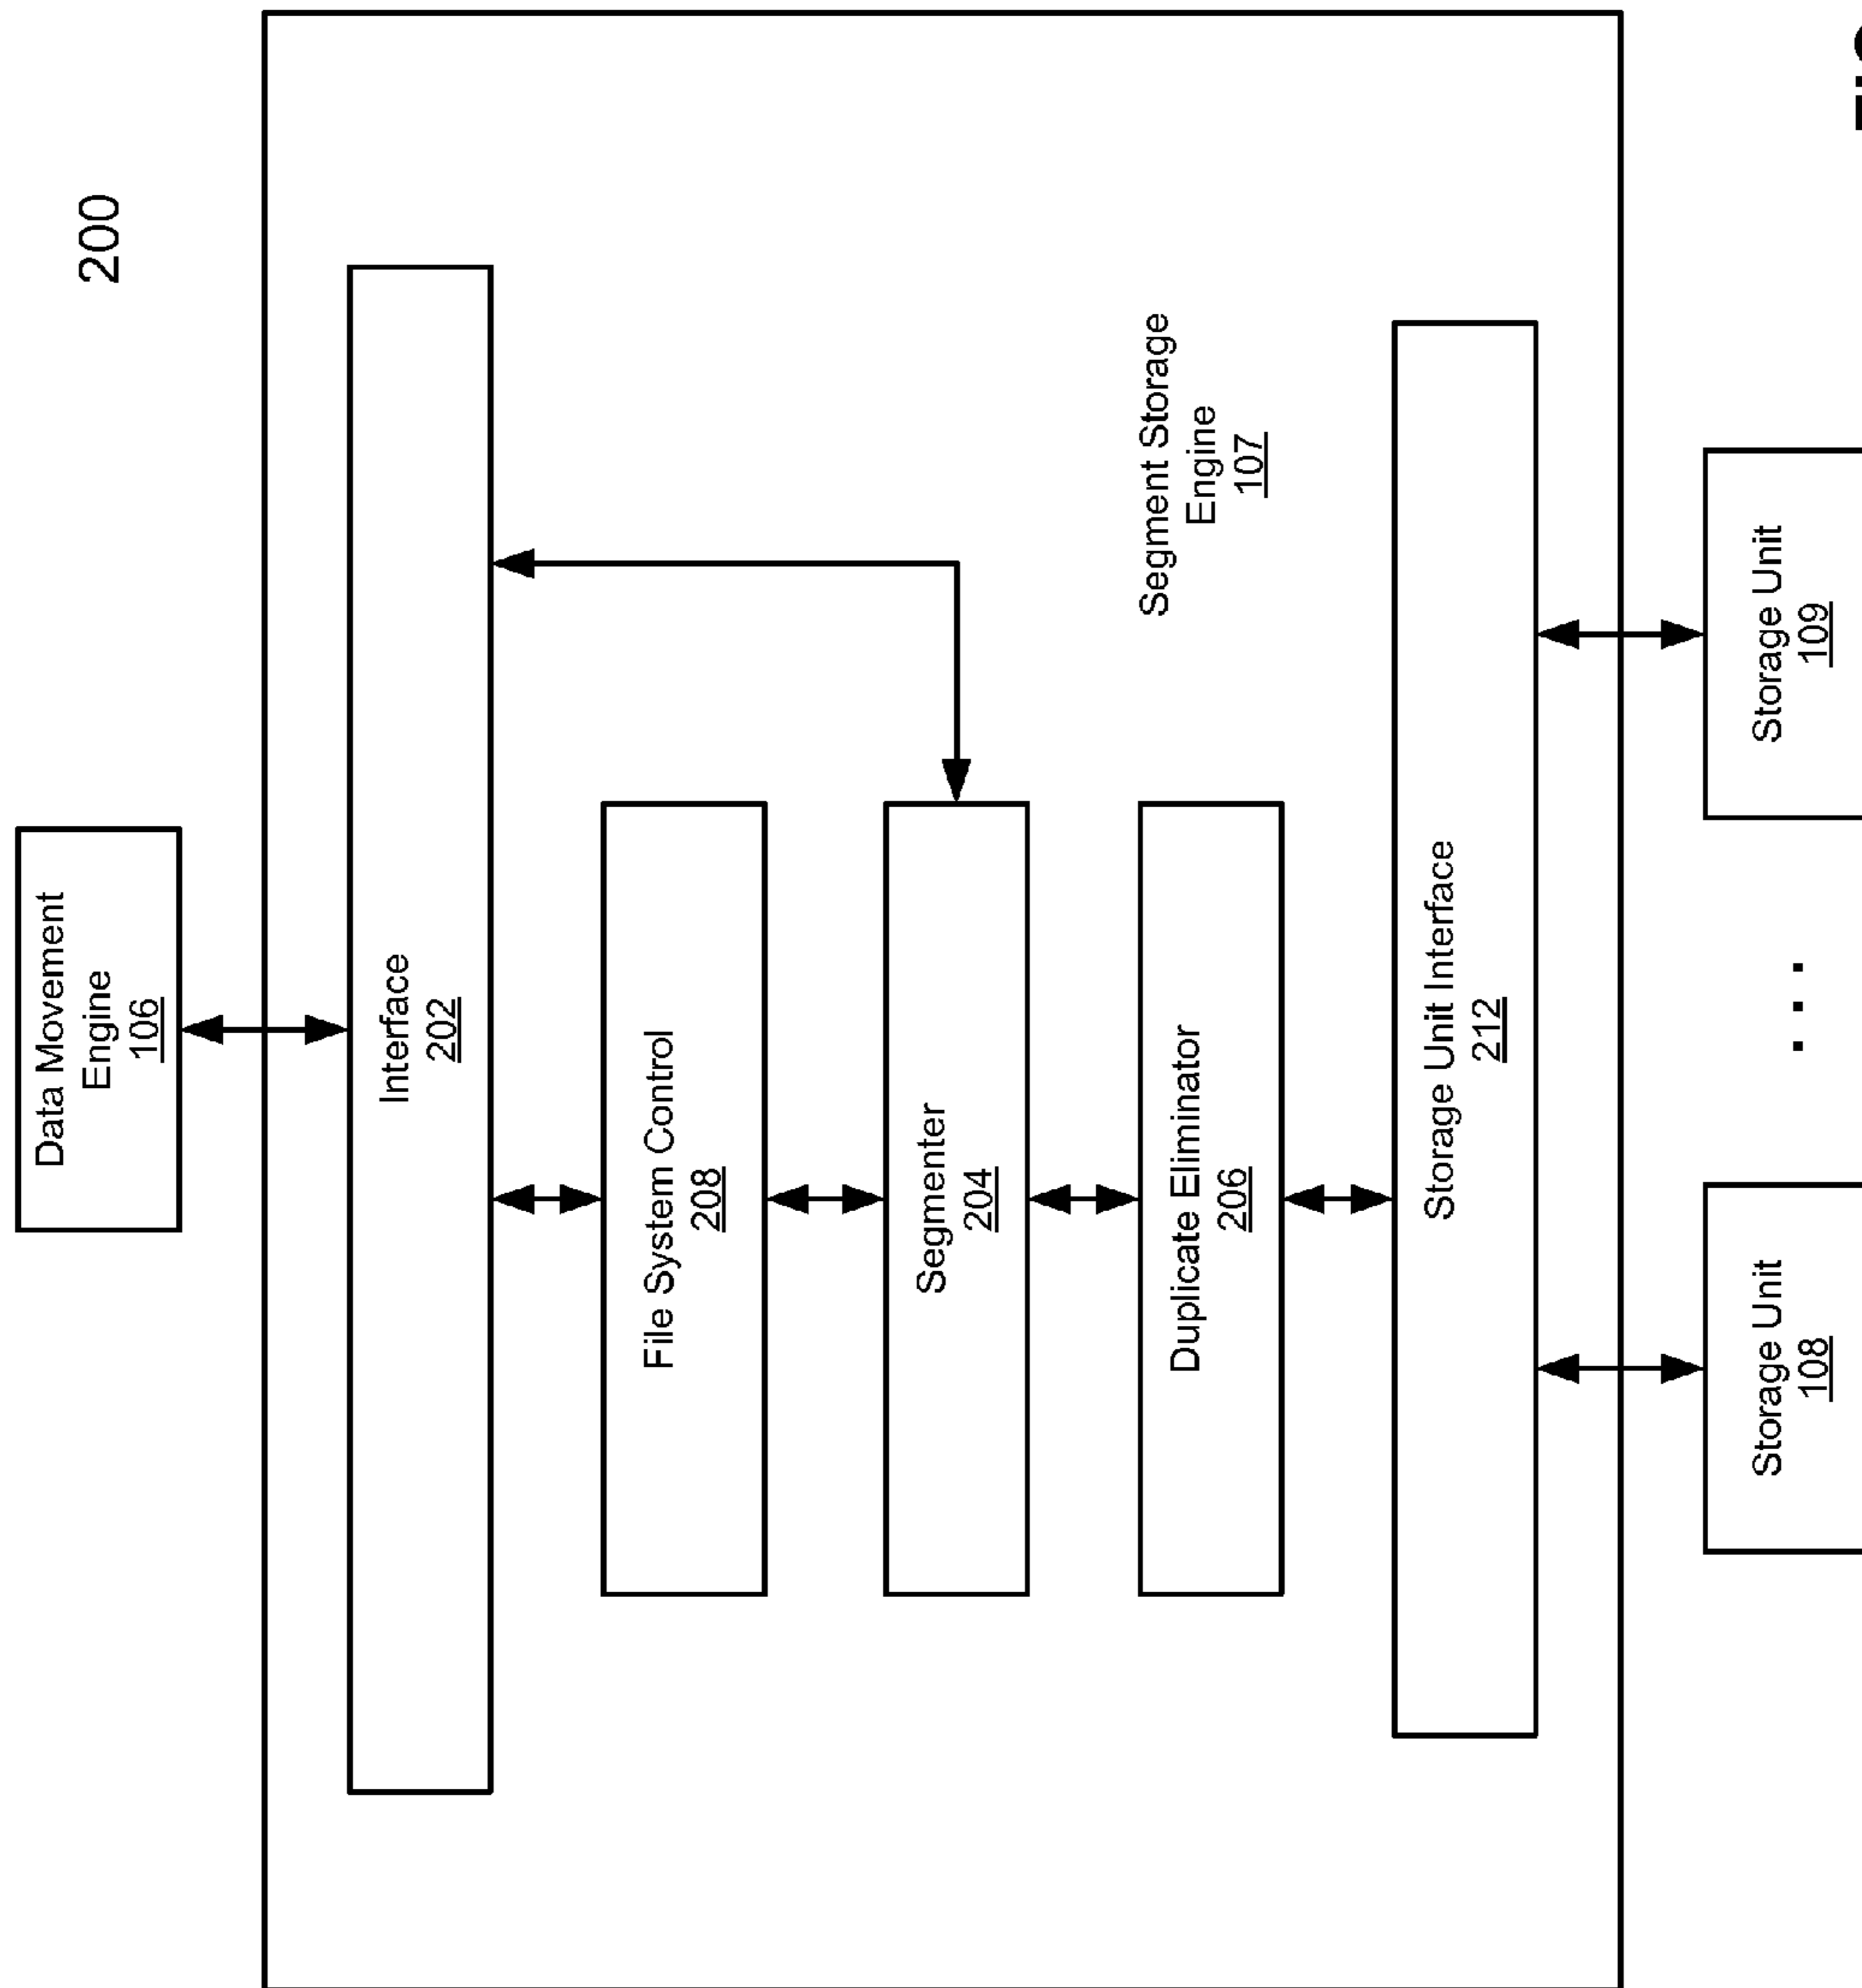 Data Movement
Engine
106
200
Interface
202
File System Control
208
Segmenter
204
Duplicate Eliminator
206
Segment Storage
Engine
107
Storage Unit Interface
212
Storage Unit
108
. . .
Storage Unit
109